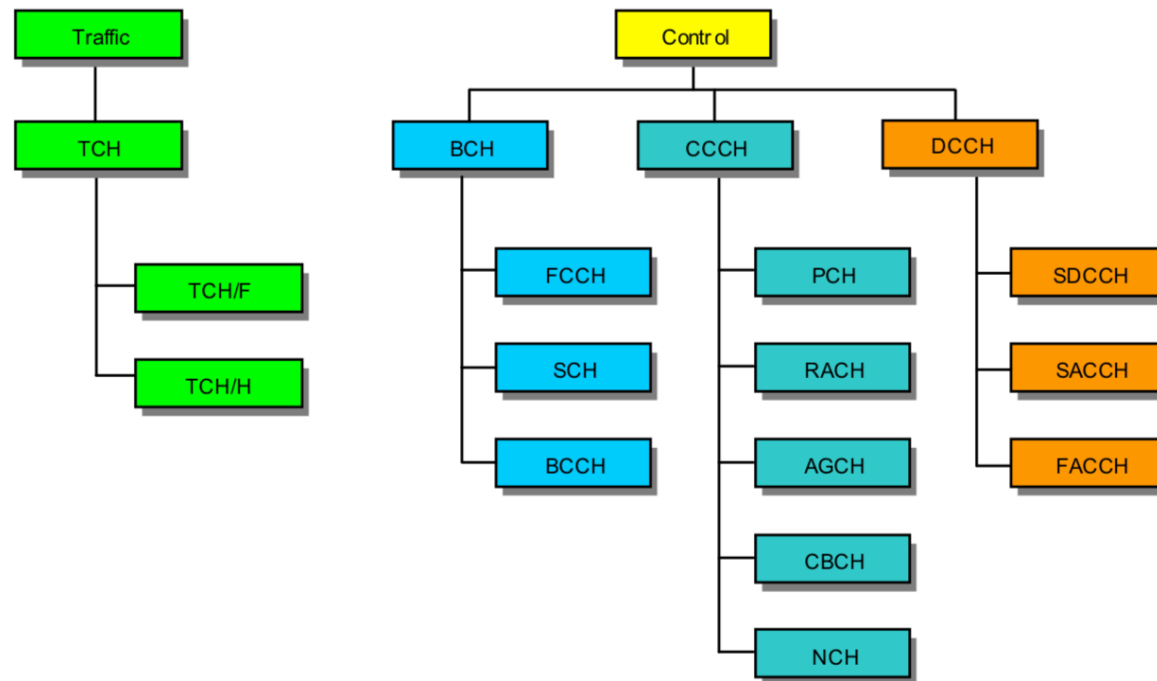 Traffic
Control
TCH
BCH
CCCH
DCCH
TCH/F
TCH/H
FCCH
SCH
BCCH
PCH
RACH
AGCH
CBCH
NCH
SDCCH
SACCH
FACCH